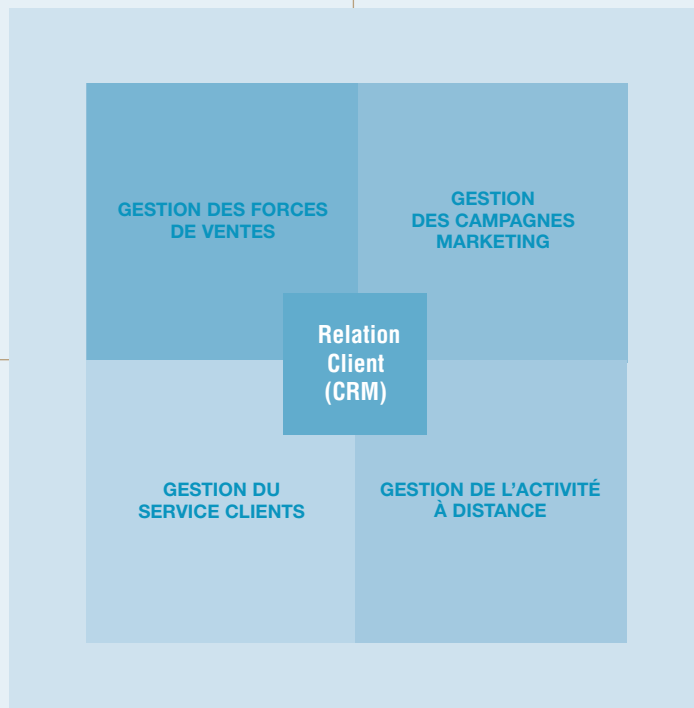 GESTION DES FORCES
DE VENTES
GESTION
DES CAMPAGNES
MARKETING
Relation
Client
(CRM)
GESTION DU
SERVICE CLIENTS
GESTION DE L’ACTIVITÉ
À DISTANCE